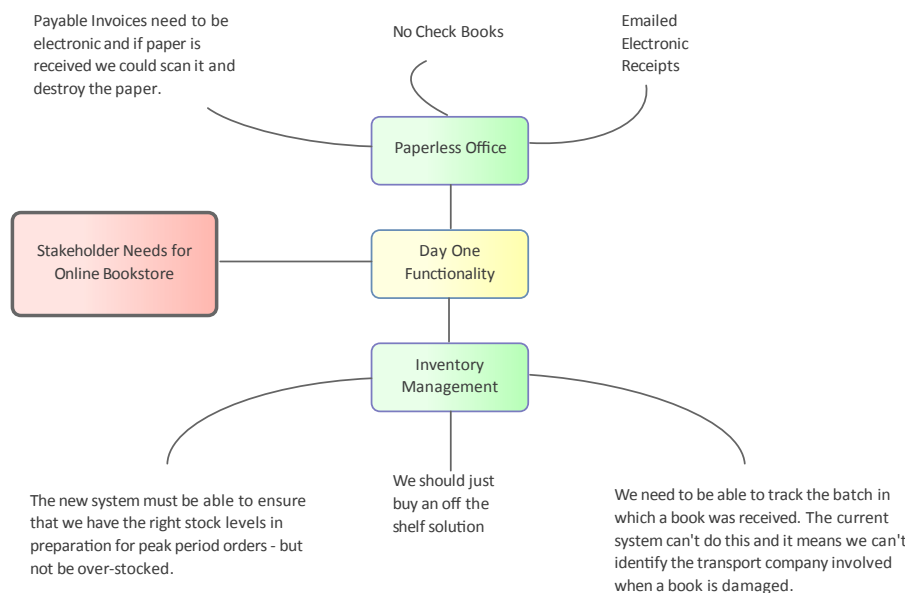 Payable Invoices need to be
electronic and if paper is
received we could scan it and
destroy the paper.
No Check Books
Emailed
Electronic
Receipts
Paperless Office
Stakeholder Needs for
Online Bookstore
Day One
Functionality
Inventory
Management
The new system must be able to ensure
that we have the right stock levels in
preparation for peak period orders - but
not be over-stocked.
We should just
buy an off the
shelf solution
We need to be able to track the batch in
which a book was received. The current
system can't do this and it means we can't
identify the transport company involved
when a book is damaged.